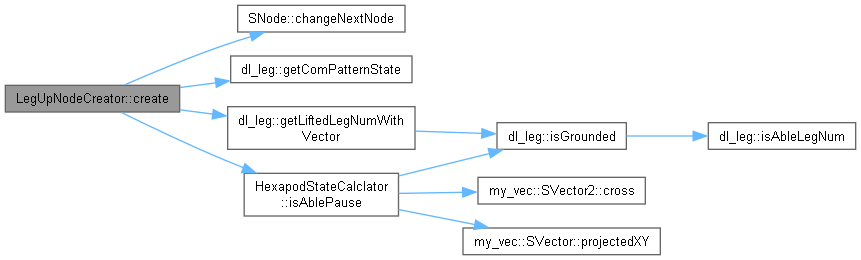 SNode::changeNextNode
dl_leg::getComPatternState
LegUpNodeCreator::create
dl_leg::getLiftedLegNumWith
Vector
dl_leg::isGrounded
dl_leg::isAbleLegNum
HexapodStateCalclator
::isAblePause
my_vec::SVector2::cross
my_vec::SVector::projectedXY